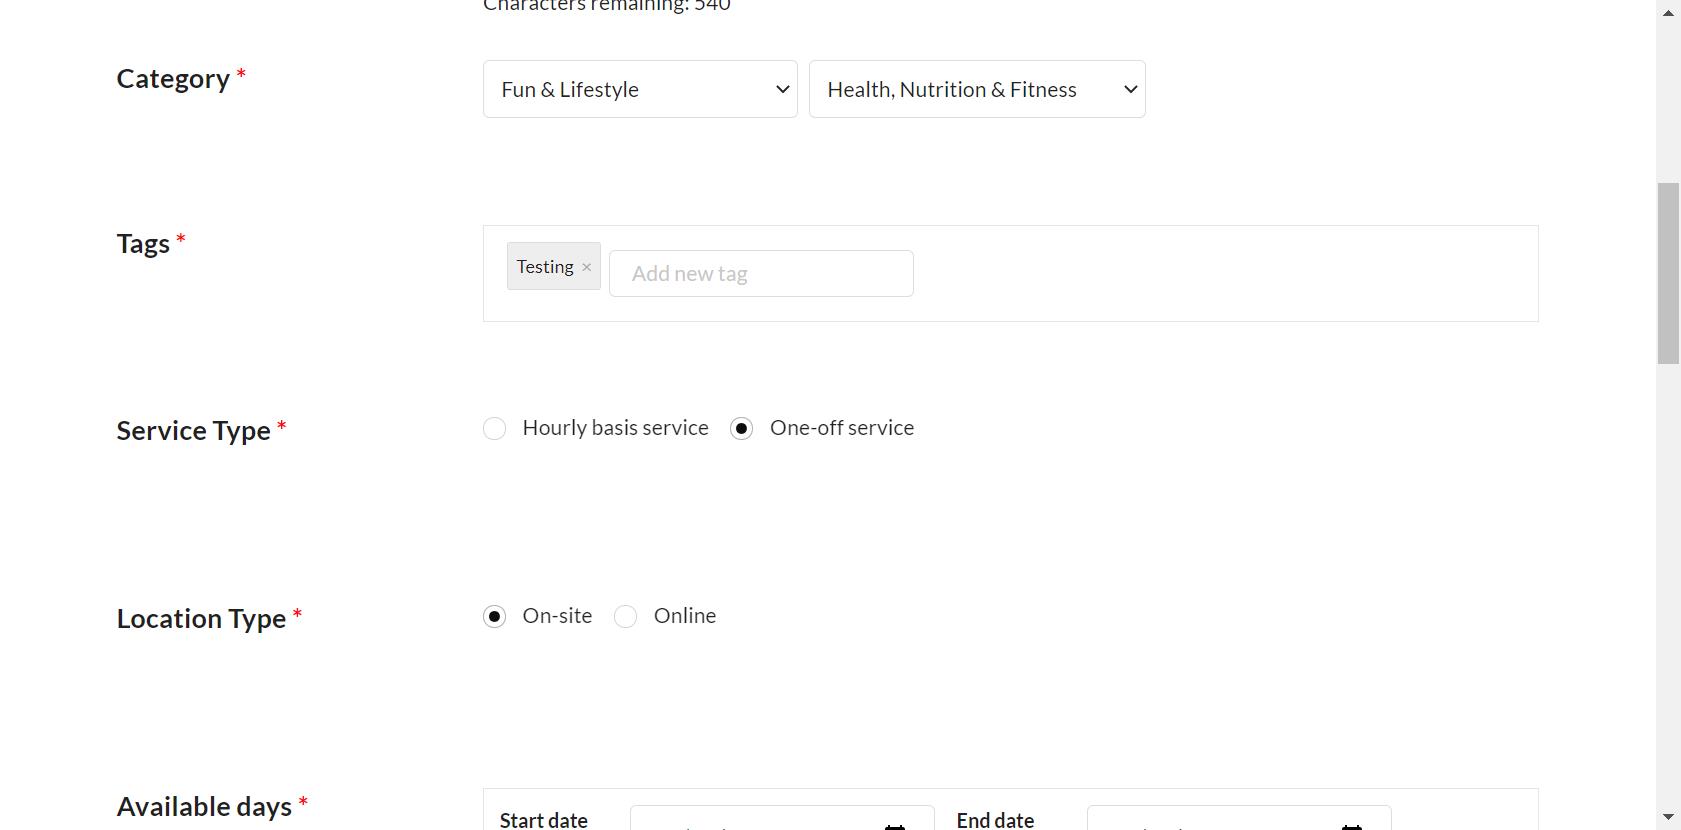 Characters remaining: 540
Category * Fun & Lifestyle Health, Nutrition & Fitness
Tags * Testing × Add new tag
Service Type * Hourly basis service One-off service
Location Type * On-site Online
Available days * Start date End date